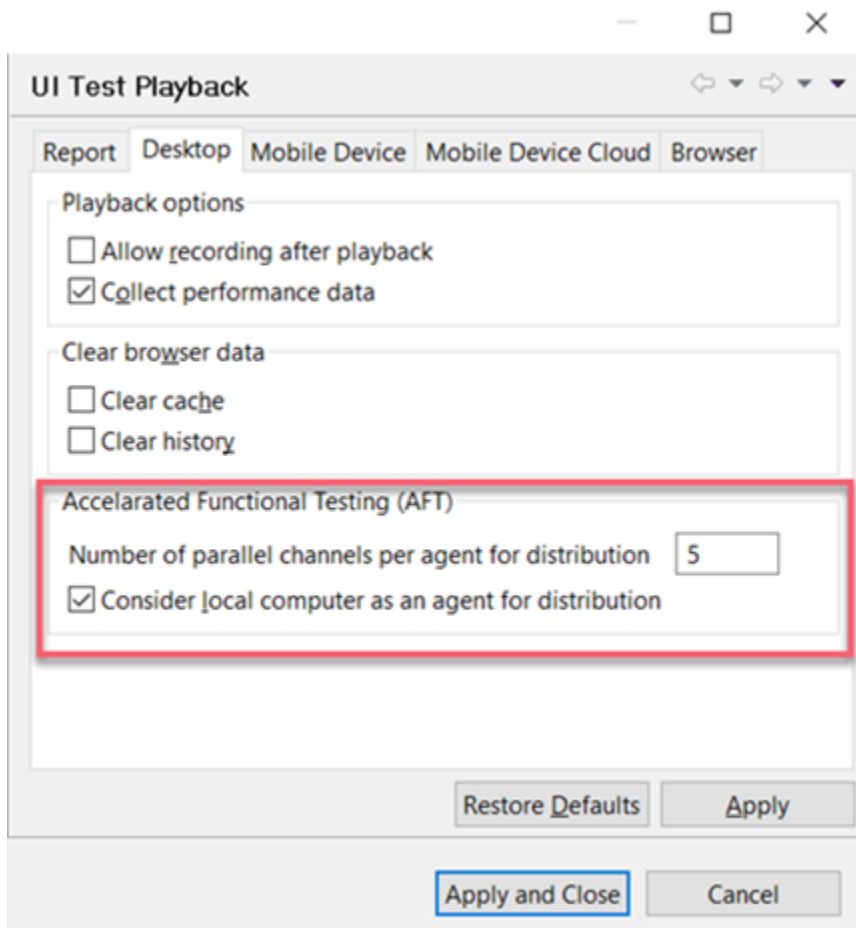 UI Test Playback
Report Desktop Mobile Device Mobile Device Cloud Browser
Playback options
Allow recording after playback
Collect performance data
Clear browser data
Clear cache
Clear history
Accelarated Functional Testing (AFT)
Number of parallel channels per agent for distribution 5
Consider local computer as an agent for distribution
Restore Defaults Apply
Apply and Close Cancel